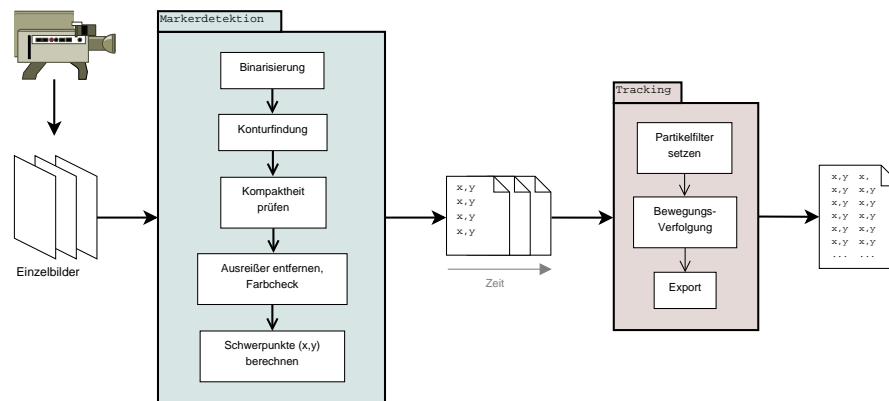 Markerdetektion
Binarisierung
Konturfindung
Kompaktheit
prüfen
Ausreißer entfernen,
Farbcheck
Schwerpunkte (x,y)
berechnen
Einzelbilder
x,y
x,y
x,y
x,y
Zeit
Tracking
Partikelfilter
setzen
Bewegungs-
Verfolgung
Export
x,y x,
x,y x,y
x,y x,y
x,y x,y
x,y x,y
x,y x,y
... ...